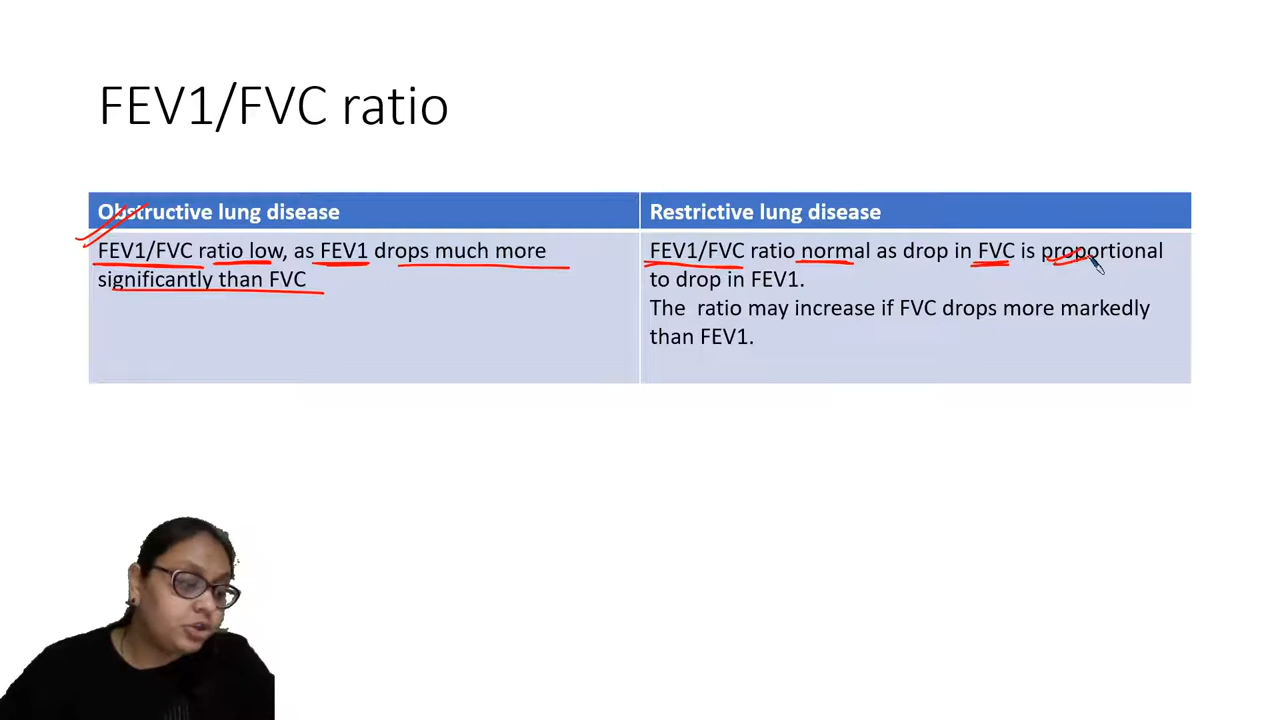 FEV1/FVC ratio
Obstructive lung disease
FEV1/FVC ratio low, as FEV1 drops much more
significantly than FVC
Restrictive lung disease
FEV1/FVC ratio normal as drop in FVC is proportional
to drop in FEV1.
The ratio may increase if FVC drops more markedly
than FEV1.